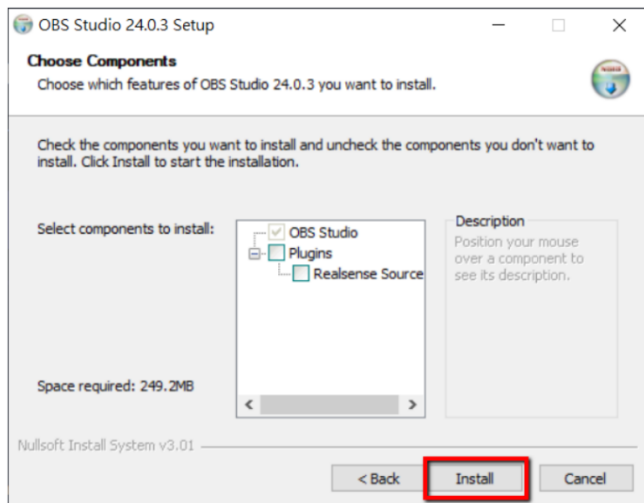 OBS Studio 24.0.3 Setup
Choose Components
Choose which features of OBS Studio 24.0.3 you want to install.
Check the components you want to install and uncheck the components you don't want to
install. Click Install to start the installation.
Select components to install:
OBS Studio
Plugins
Realsense Source
Description
Position your mouse
over a component to
see its description.
Space required: 249.2MB
Nullsoft Install System v3.01
< Back
Install
Cancel